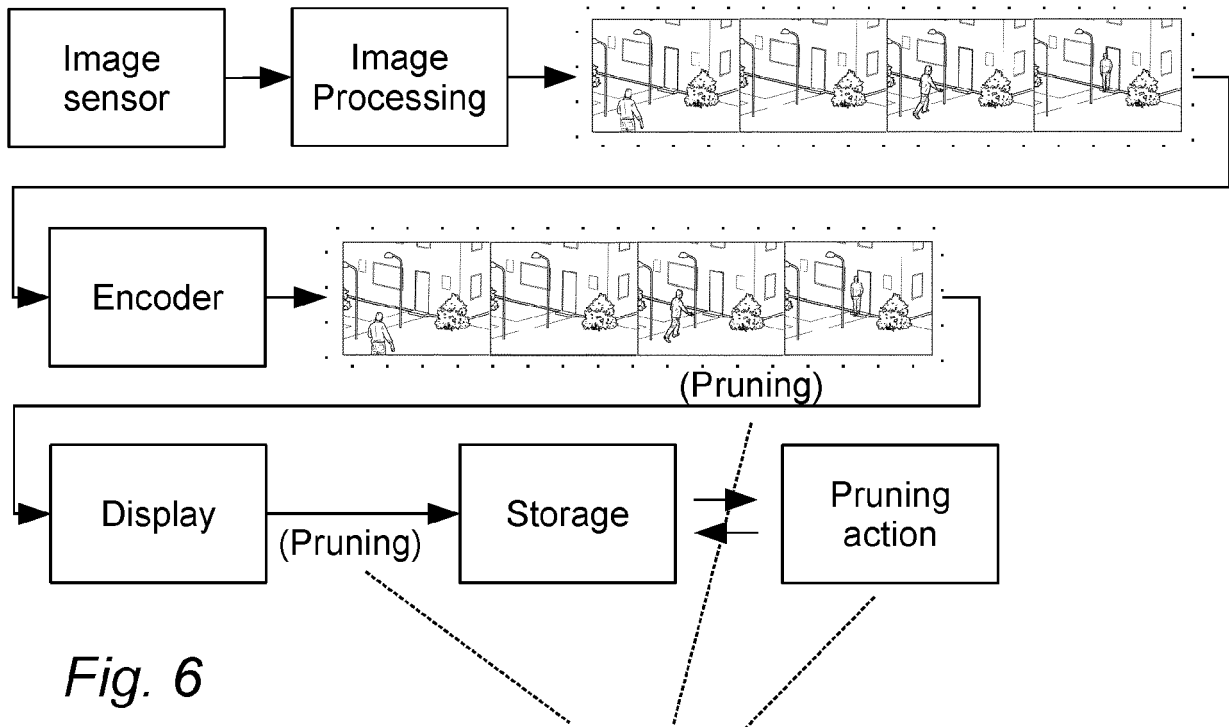 Image
sensor
Image
Processing
Encoder
(Pruning)
Display
(Pruning)
Storage
Pruning
action
Fig. 6